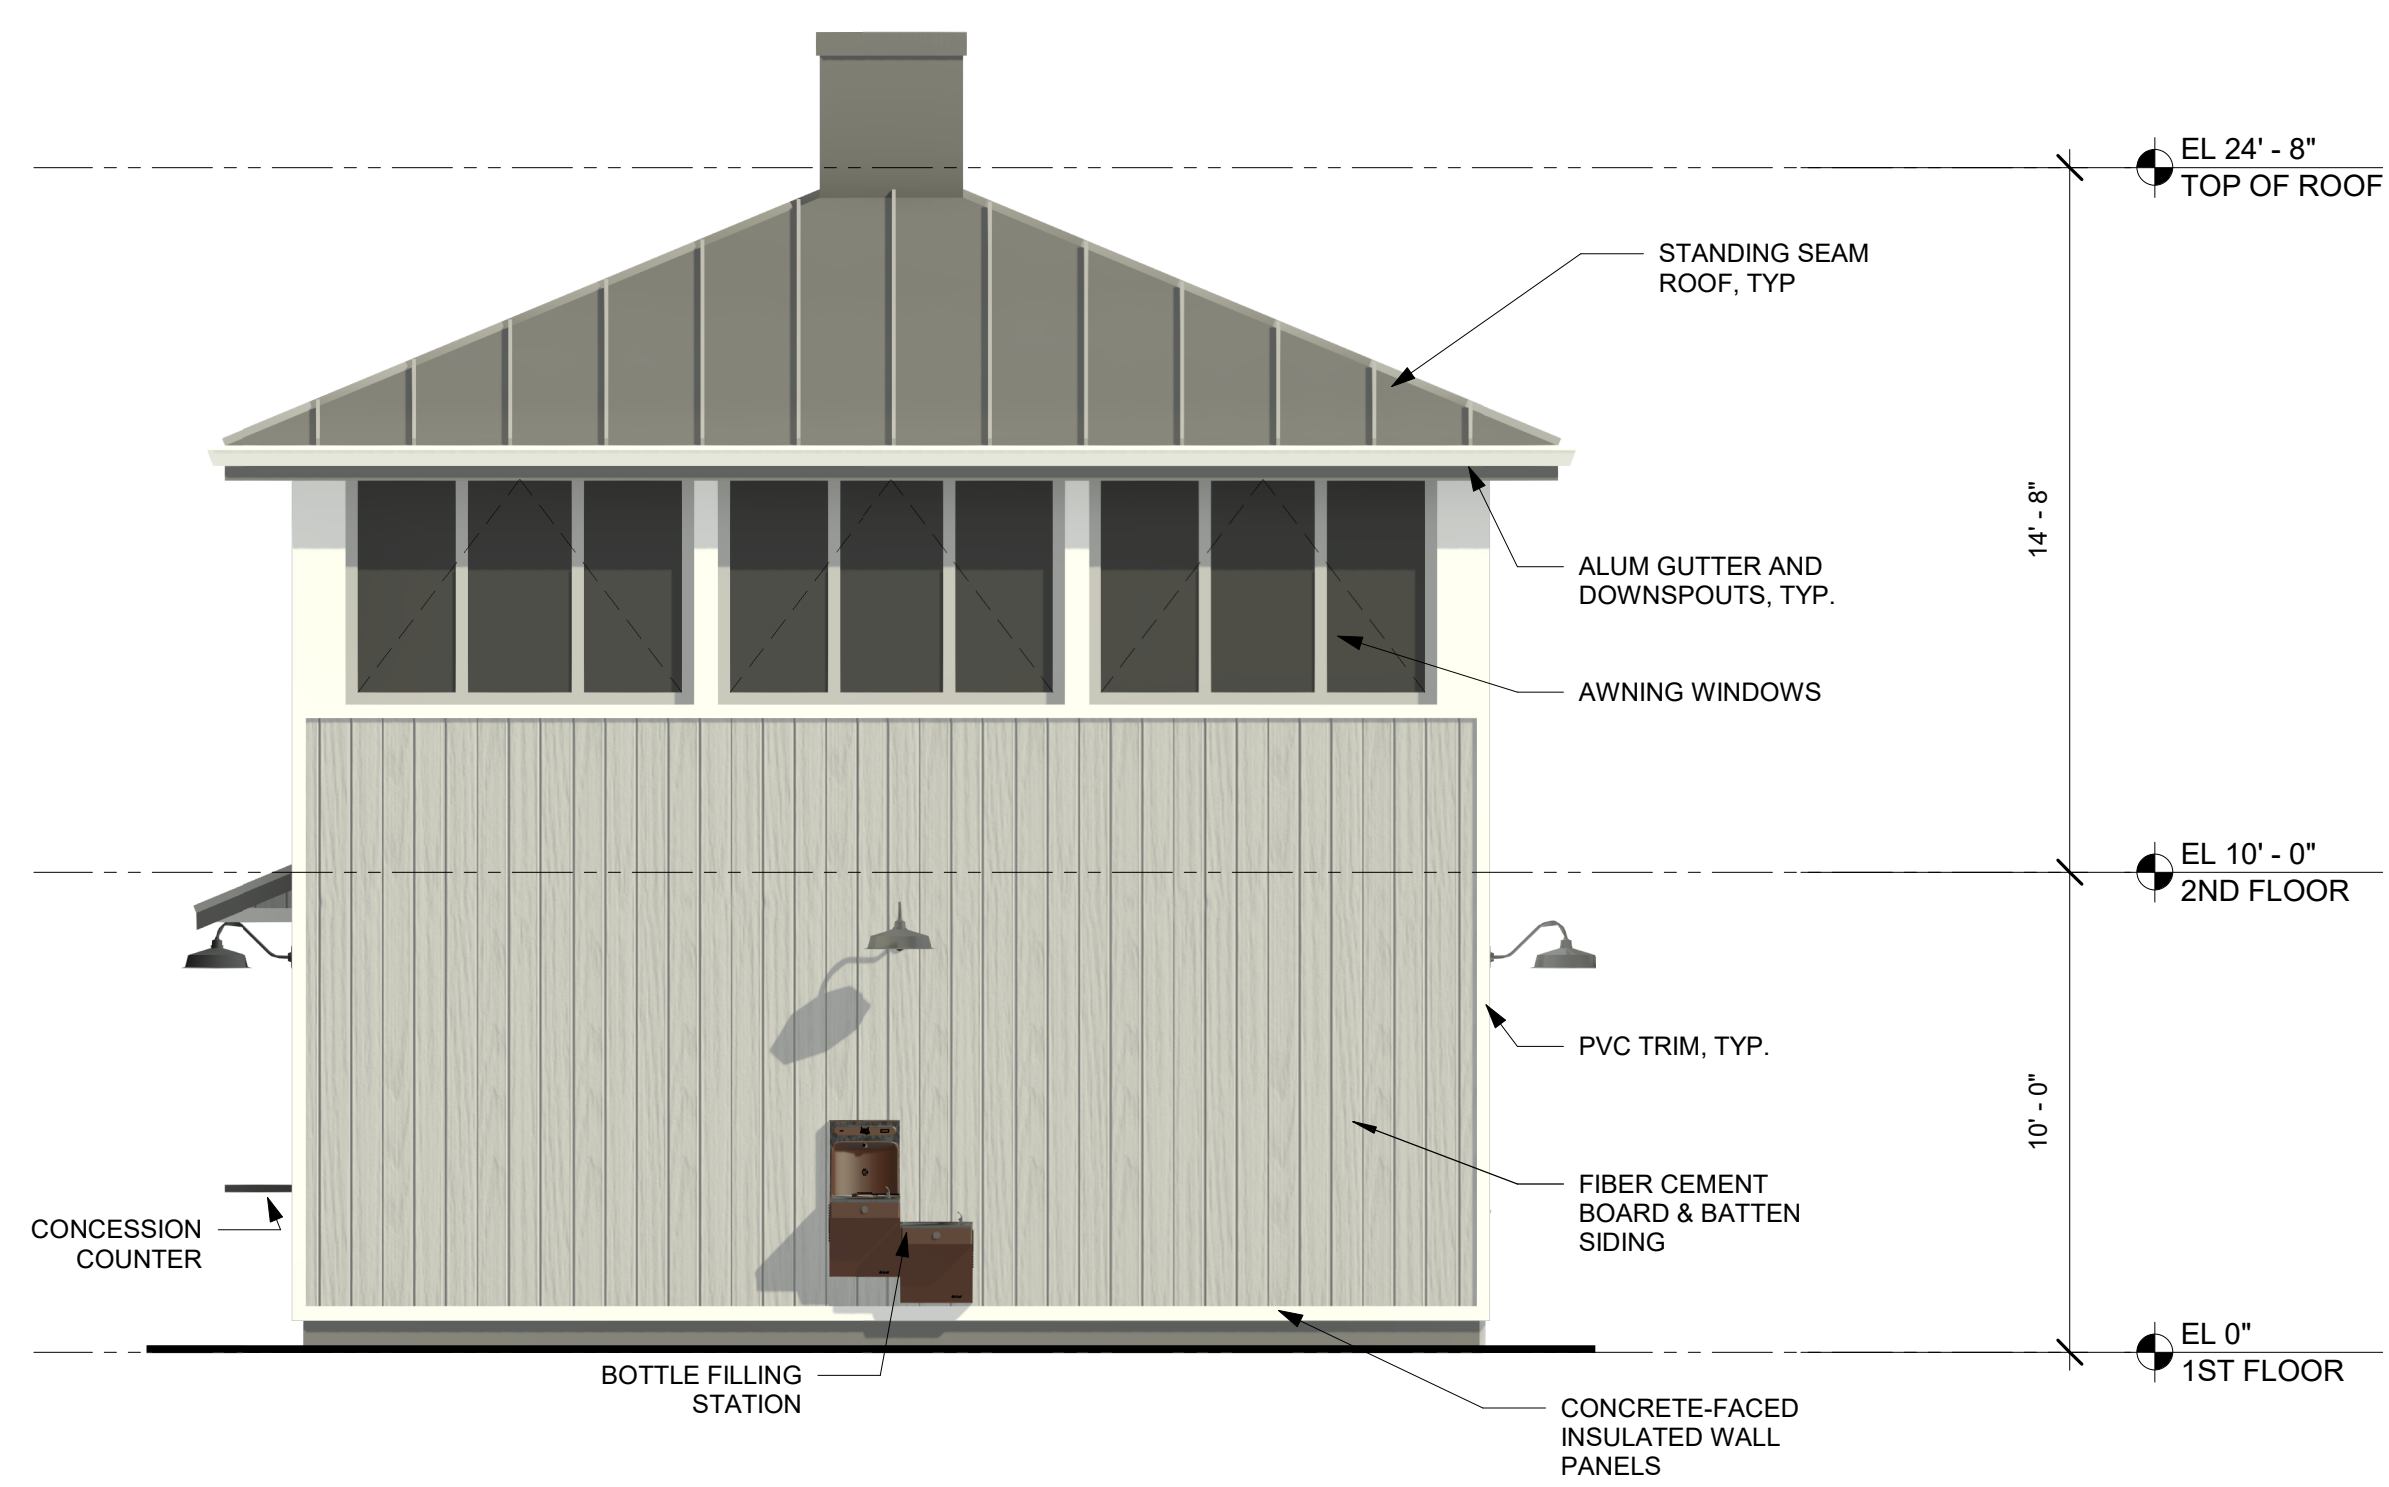 EL 24' - 8"
TOP OF ROOF
STANDING SEAM
ROOF, TYP
14' - 8"
ALUM GUTTER AND
DOWNSPOUTS, TYP.
AWNING WINDOWS
EL 10' - 0"
2ND FLOOR
PVC TRIM, TYP.
10' - 0"
FIBER CEMENT
BOARD & BATTEN
SIDING
CONCESSION
COUNTER
EL 0"
1ST FLOOR
BOTTLE FILLING
STATION
CONCRETE-FACED
INSULATED WALL
PANELS